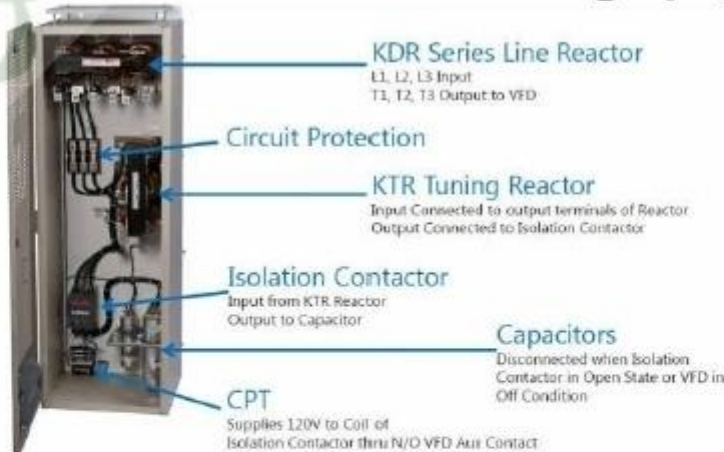 KDR Series Line Reactor
L1, L2, L3 Input
T1, T2, T3 Output to VFD
Circuit Protection
KTR Tuning Reactor
Input Connected to output terminals of Reactor
Output Connected to Isolation Contactor
Isolation Contactor
Input from KTR Reactor
Output to Capacitor
Capacitors
Disconnected when Isolation
Contactor in Open State or VFD in
Off Condition
CPT
Supplies 120V to Coil of
Isolation Contactor thru N/O VFD Aux Contact